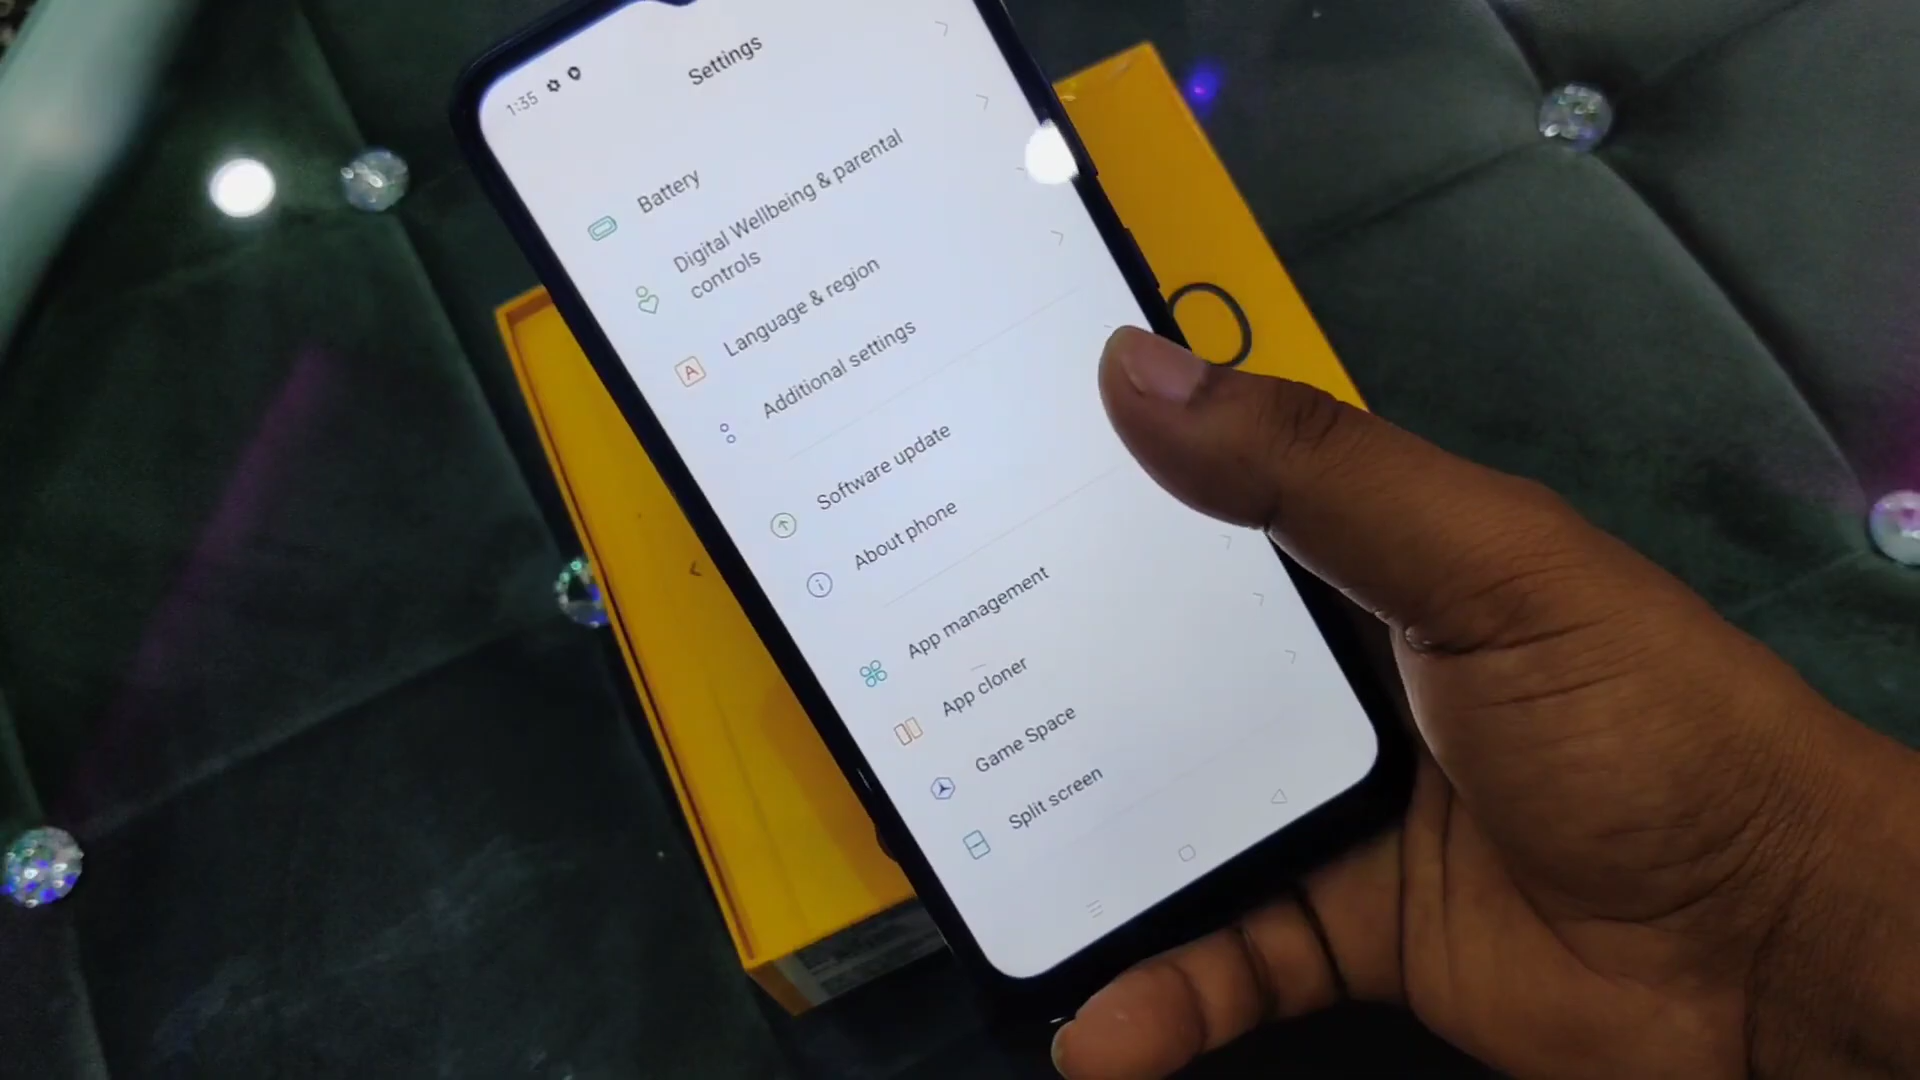 1:35
Settings
Battery
Digital Wellbeing & parental
controls
Language & region
A
Additional settings
Software update
About phone
App management
App cloner
Game Space
Split screen